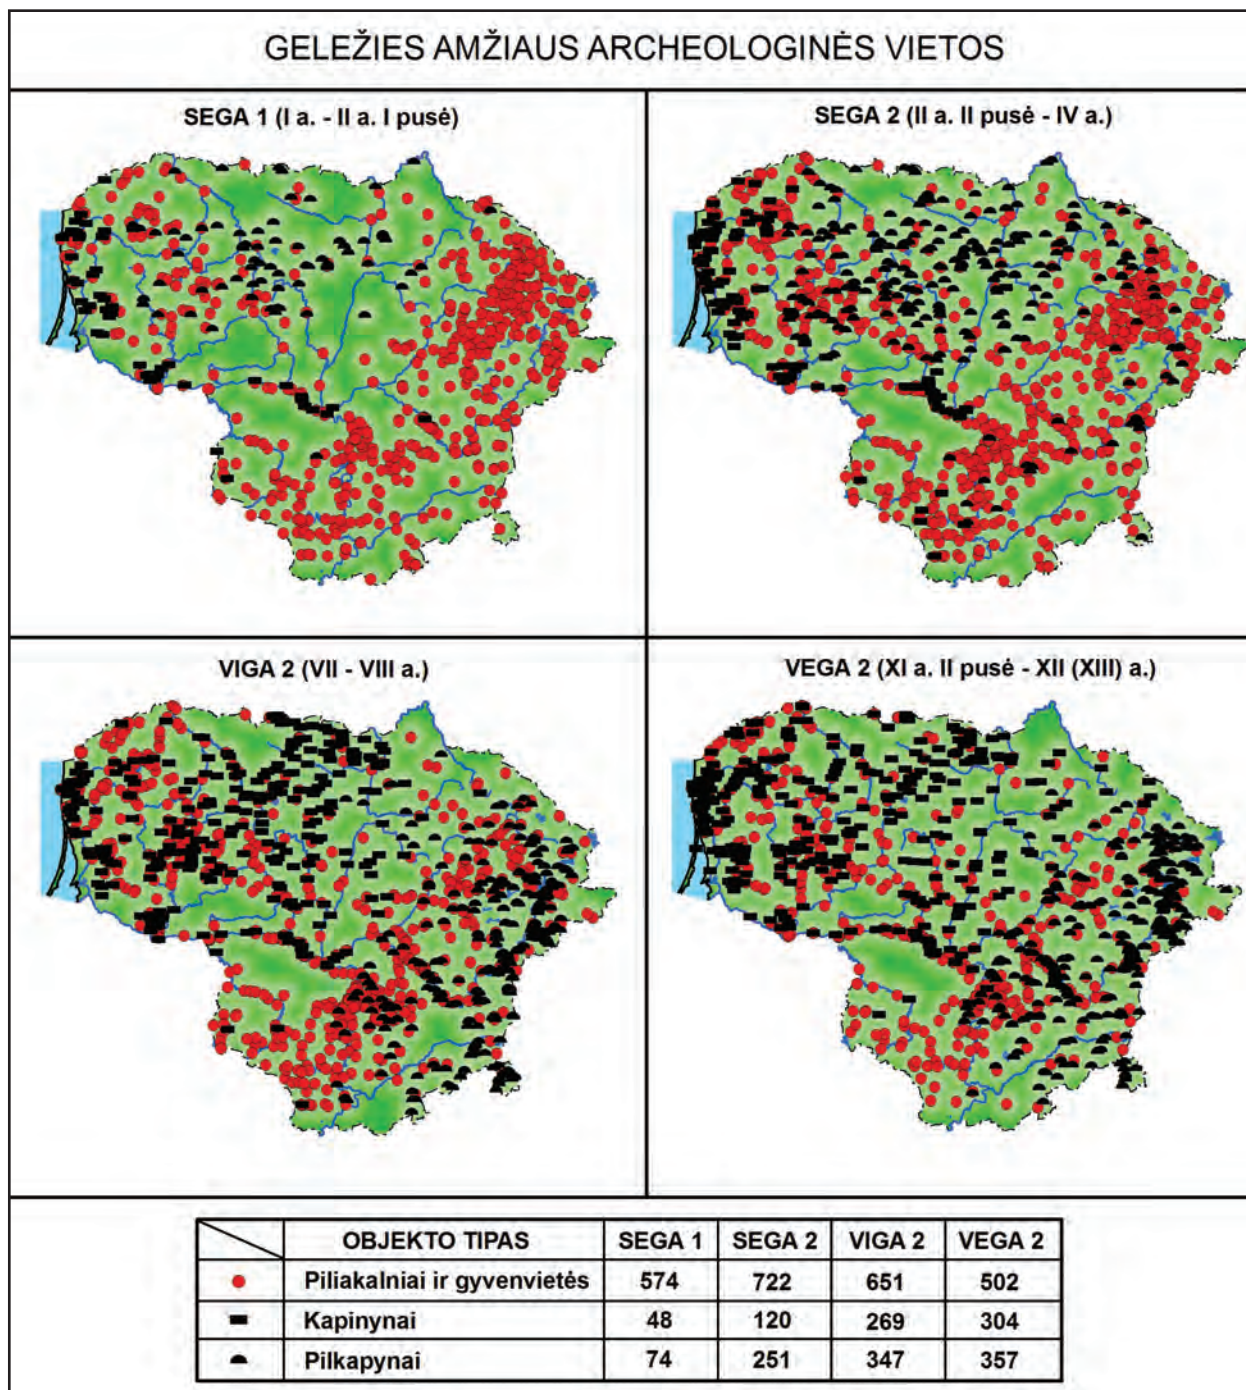 GELEŽIES AMŽIAUS ARCHEOLOGINĖS VIETOS
SEGA 1 (I a. - II a. I pusė)
SEGA 2 (II a. II pusė - IV a.)
VIGA 2 (VII - VIII a.)
VEGA 2 (XI a. II pusė - XII (XIII) a.)
OBJEKTO TIPAS SEGA 1 SEGA 2 VIGA 2 VEGA 2
Piliakalniai ir gyvenvietės 574 722 651 502
Kapinynai 48 120 269 304
Pilkapynai 74 251 347 357